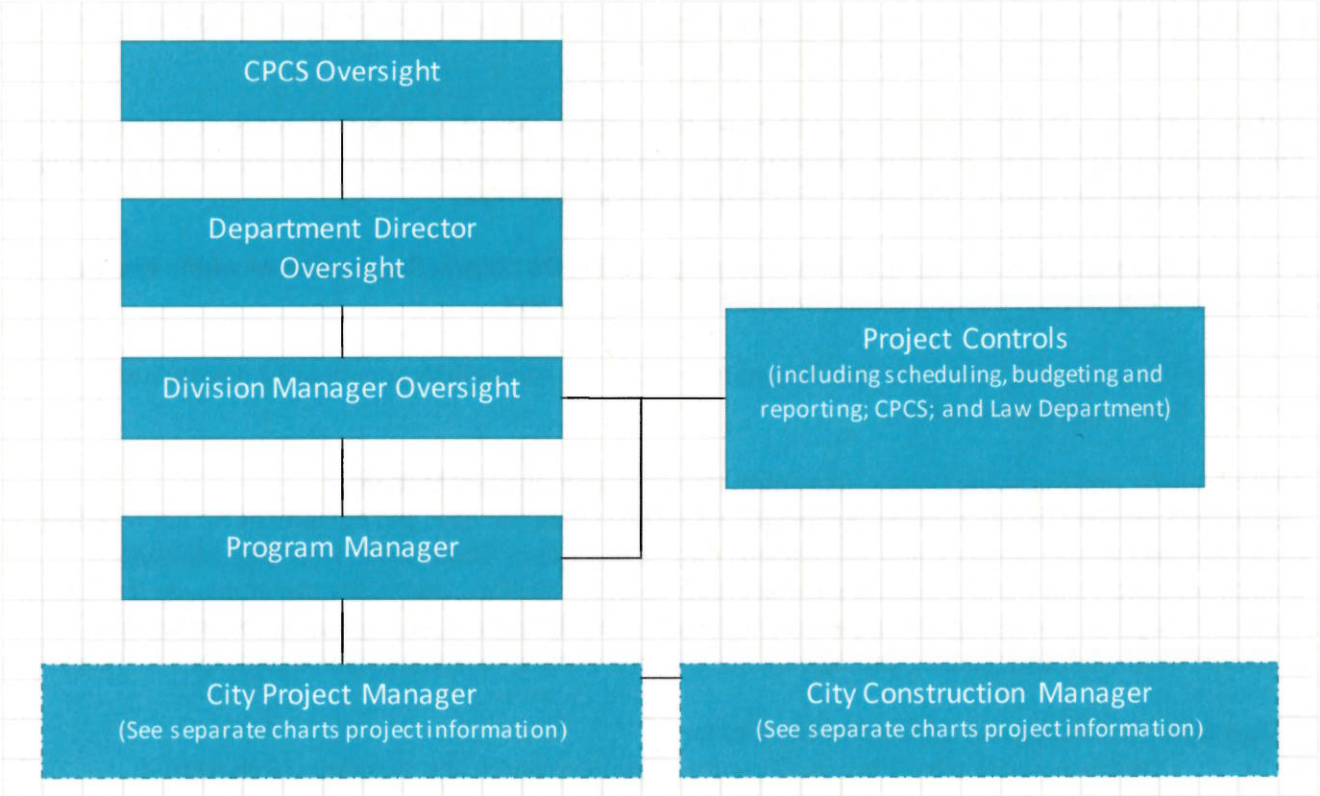 CPCS Oversight
Department Director
Oversight
Division Manager Oversight
Project Controls
(including scheduling, budgeting and
reporting; CPCS; and Law Department)
Program Manager
City Project Manager
(See separate charts project information)
City Construction Manager
(See separate charts project information)